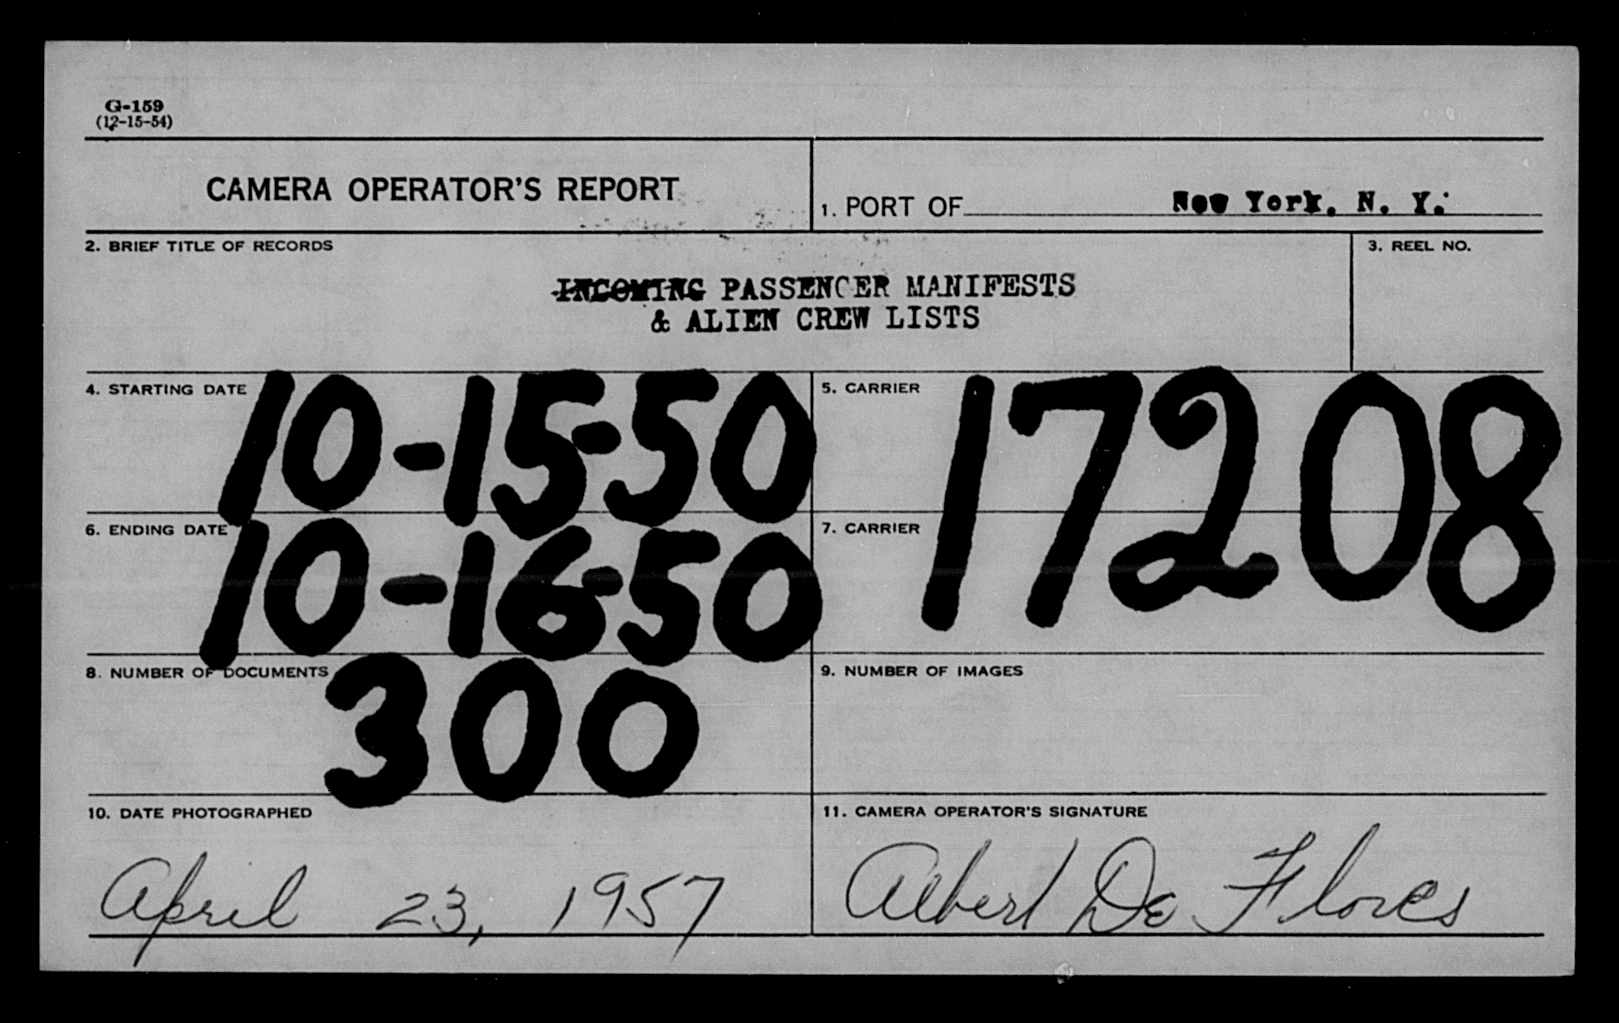 G-159
(12-15-54)
CAMERA OPERATOR'S REPORT
1. PORT OF New York, N. Y.
2. BRIEF TITLE OF RECORDS
3. REEL NO.
INCOMING PASSENGER MANIFESTS
& ALIEN CREW LISTS
4. STARTING DATE 10-15-50
5. CARRIER 17208
6. ENDING DATE 10-16-50
7. CARRIER
8. NUMBER OF DOCUMENTS 300
9. NUMBER OF IMAGES
10. DATE PHOTOGRAPHED
11. CAMERA OPERATOR'S SIGNATURE
April 23, 1957
Albert De Flores